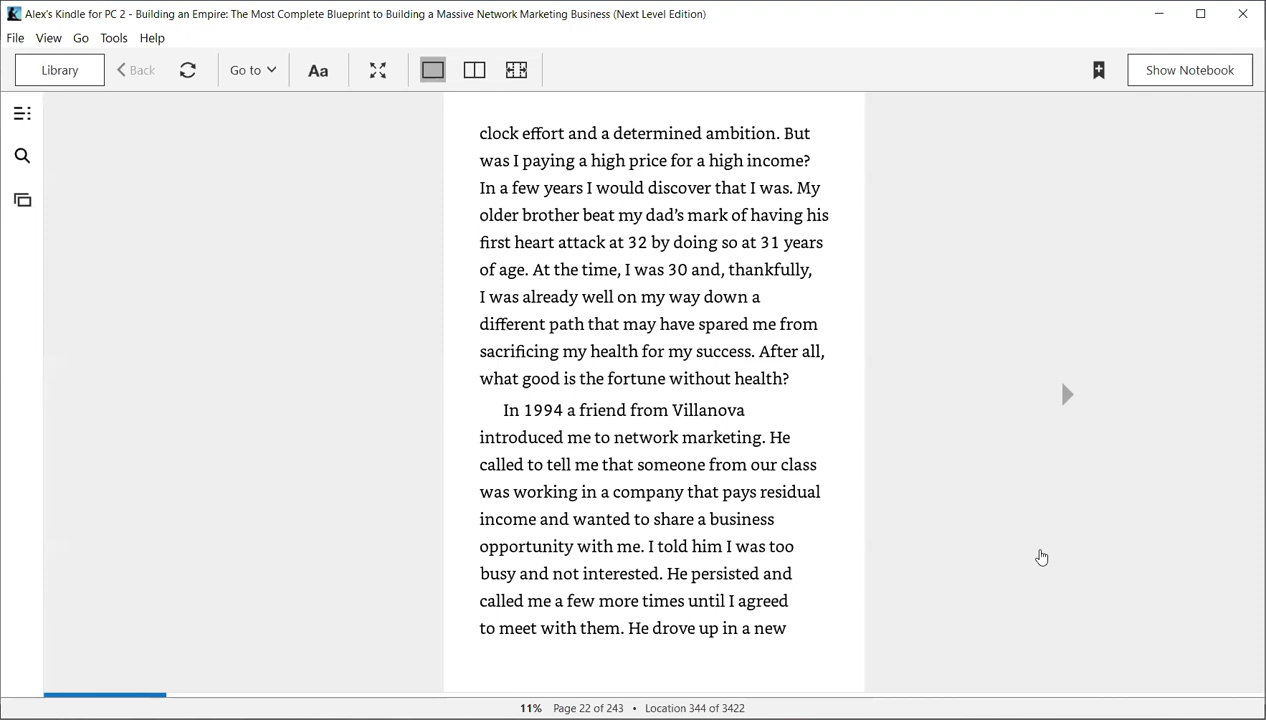 Alex's Kindle for PC 2 - Building an Empire: The Most Complete Blueprint to Building a Massive Network Marketing Business (Next Level Edition)
File View Go Tools Help
Library Back Go to Aa Show Notebook
clock effort and a determined ambition. But
was I paying a high price for a high income?
In a few years I would discover that I was. My
older brother beat my dad's mark of having his
first heart attack at 32 by doing so at 31 years
of age. At the time, I was 30 and, thankfully,
I was already well on my way down a
different path that may have spared me from
sacrificing my health for my success. After all,
what good is the fortune without health?
In 1994 a friend from Villanova
introduced me to network marketing. He
called to tell me that someone from our class
was working in a company that pays residual
income and wanted to share a business
opportunity with me. I told him I was too
busy and not interested. He persisted and
called me a few more times until I agreed
to meet with them. He drove up in a new
11% Page 22 of 243 • Location 344 of 3422